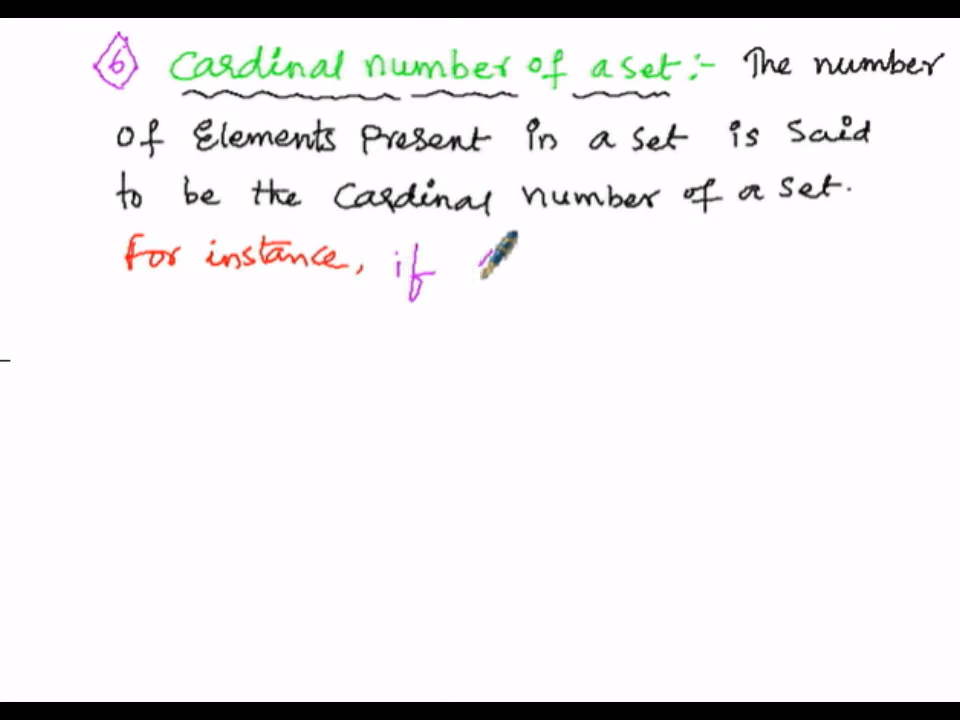 6 Cardinal number of a set:- The number
of Elements Present in a set is Said
to be the Cardinal number of a set.
For instance, if